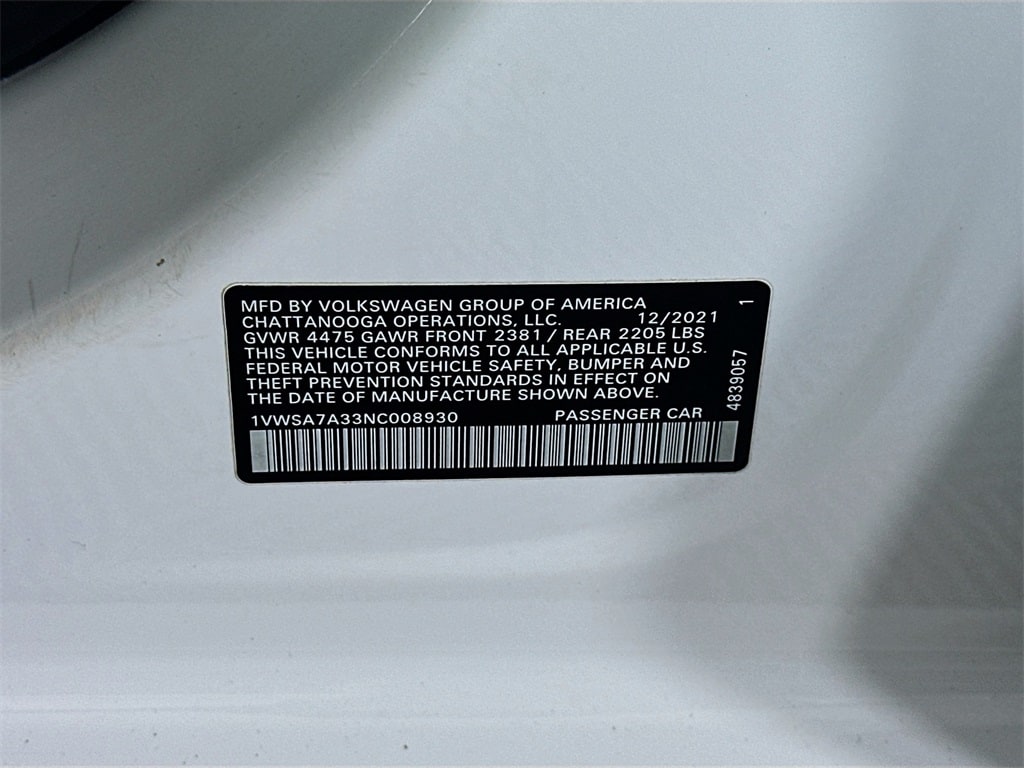 MFD BY VOLKSWAGEN GROUP OF AMERICA
CHATTANOOGA OPERATIONS, LLC. 12/2021
GVWR 4475 GAWR FRONT 2381 / REAR 2205 LBS
THIS VEHICLE CONFORMS TO ALL APPLICABLE U.S.
FEDERAL MOTOR VEHICLE SAFETY, BUMPER AND
THEFT PREVENTION STANDARDS IN EFFECT ON
THE DATE OF MANUFACTURE SHOWN ABOVE.
1VWSA7A33NC008930 PASSENGER CAR
4839057 1